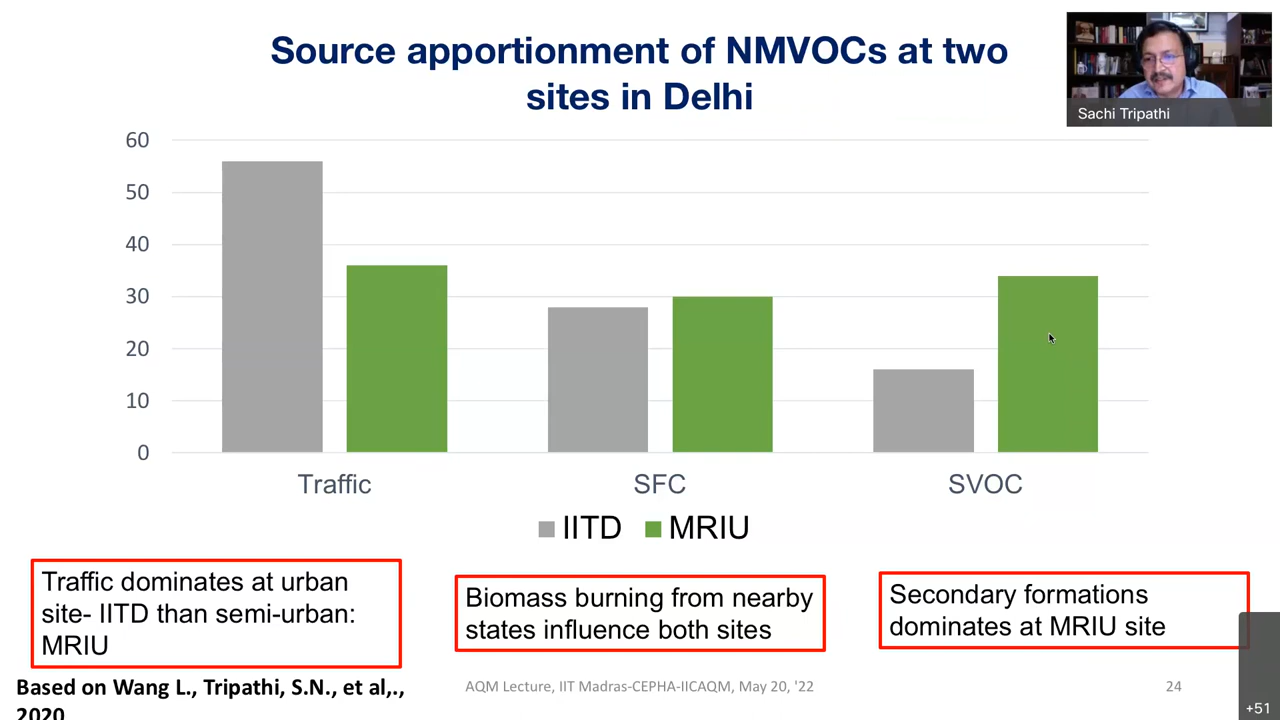 Source apportionment of NMVOCs at two
sites in Delhi
Sachi Tripathi
60
50
40
30
20
10
0
Traffic
SFC
SVOC
IITD
MRIU
Traffic dominates at urban
site- IITD than semi-urban:
MRIU
Biomass burning from nearby
states influence both sites
Secondary formations
dominates at MRIU site
Based on Wang L., Tripathi, S.N., et al,.,
2020
AQM Lecture, IIT Madras-CEPHA-IICAQM, May 20, '22
24
+51